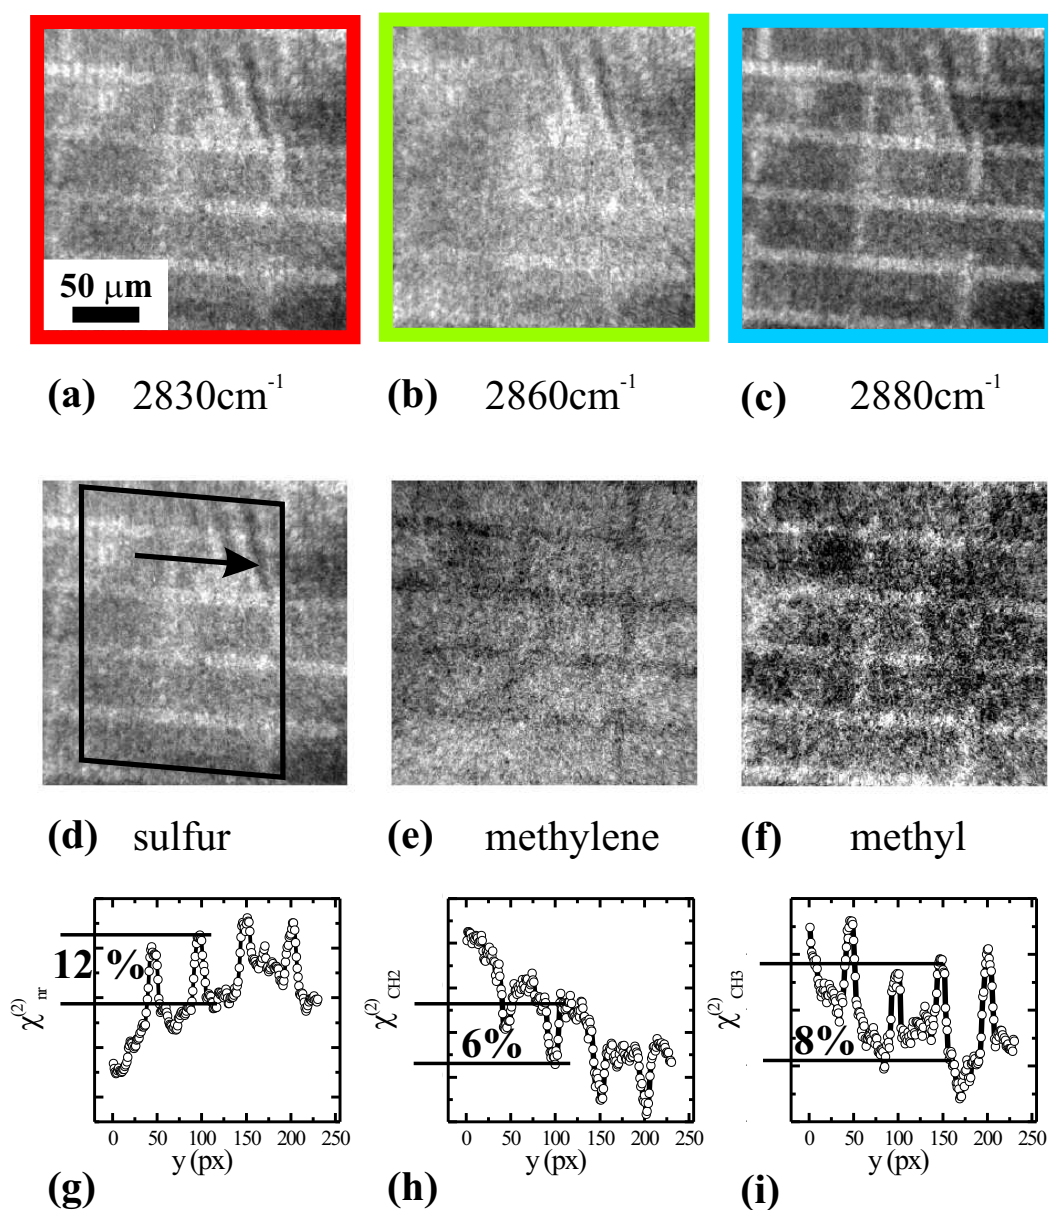 50 μm
(a) 2830cm⁻¹
(b) 2860cm⁻¹
(c) 2880cm⁻¹
(d) sulfur
(e) methylene
(f) methyl
12 %
χ⁽²⁾nr
0 50 100 150 200 250
y (px)
(g)
6%
χ⁽²⁾CH2
0 50 100 150 200 250
y (px)
(h)
8%
χ⁽²⁾CH3
0 50 100 150 200 250
y (px)
(i)